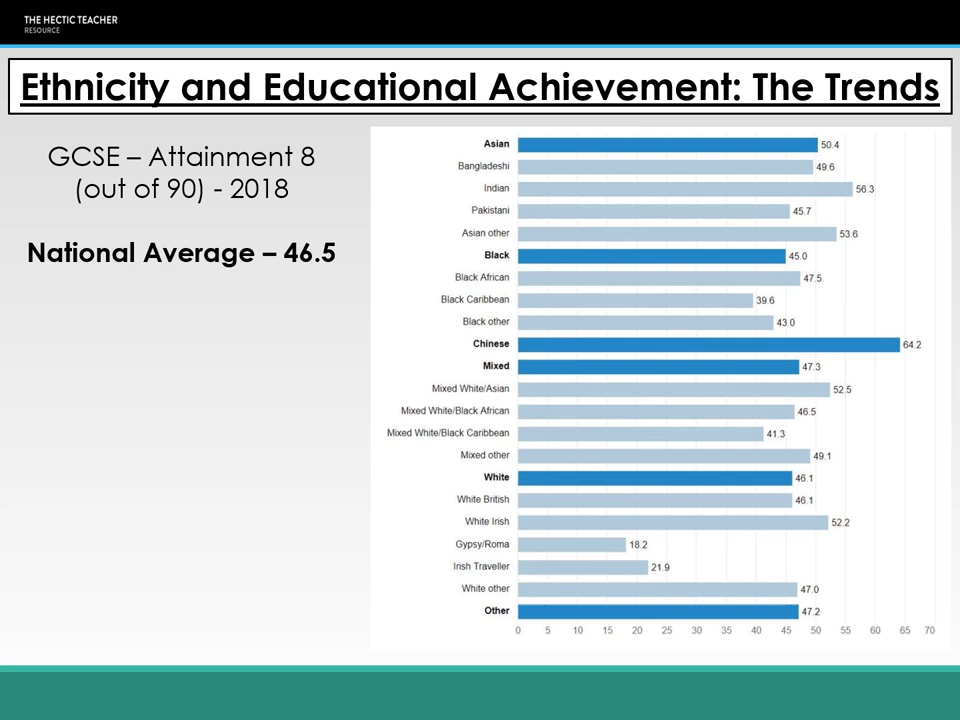 THE HECTIC TEACHER
RESOURCE
Ethnicity and Educational Achievement: The Trends
GCSE – Attainment 8
(out of 90) - 2018
National Average – 46.5
Asian 50.4
Bangladeshi 49.6
Indian 56.3
Pakistani 45.7
Asian other 53.6
Black 45.0
Black African 47.5
Black Caribbean 39.6
Black other 43.0
Chinese 64.2
Mixed 47.3
Mixed White/Asian 52.5
Mixed White/Black African 46.5
Mixed White/Black Caribbean 41.3
Mixed other 49.1
White 46.1
White British 46.1
White Irish 52.2
Gypsy/Roma 18.2
Irish Traveller 21.9
White other 47.0
Other 47.2
0 5 10 15 20 25 30 35 40 45 50 55 60 65 70